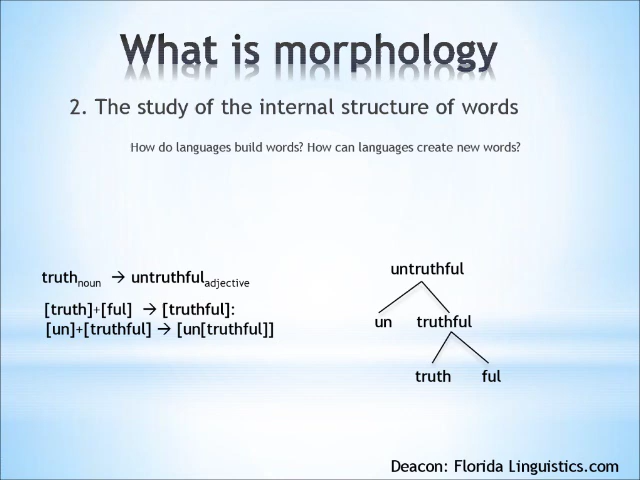 What is morphology
2. The study of the internal structure of words
How do languages build words? How can languages create new words?
truthnoun → untruthfuladjective
[truth]+[ful] → [truthful]:
[un]+[truthful] → [un[truthful]]
untruthful
un truthful
truth ful
Deacon: Florida Linguistics.com